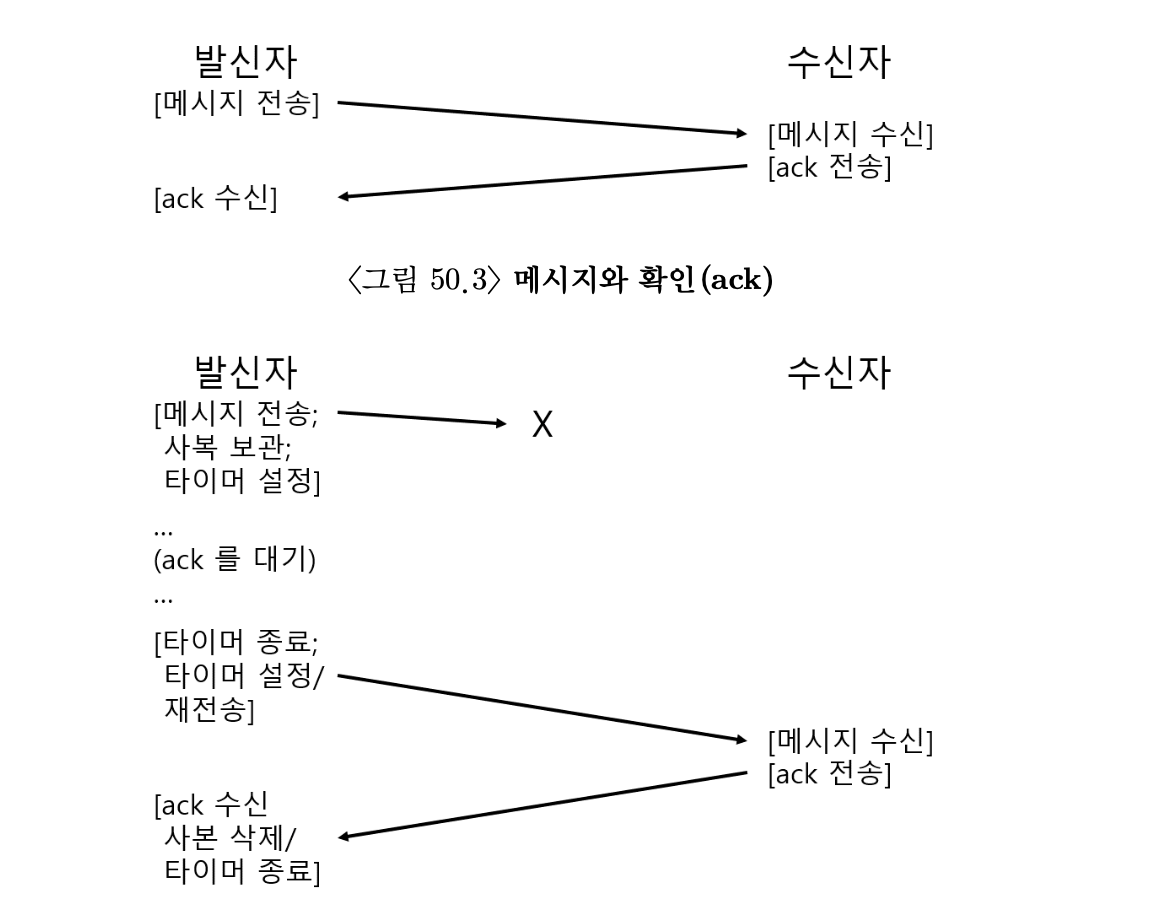 발신자 수신자
[메시지 전송]
[메시지 수신]
[ack 전송]
[ack 수신]
〈그림 50.3〉 메시지와 확인(ack)
발신자 수신자
[메시지 전송; X
사복 보관;
타이머 설정]
...
(ack 를 대기)
...
[타이머 종료;
타이머 설정/
재전송]
[메시지 수신]
[ack 전송]
[ack 수신
사본 삭제/
타이머 종료]